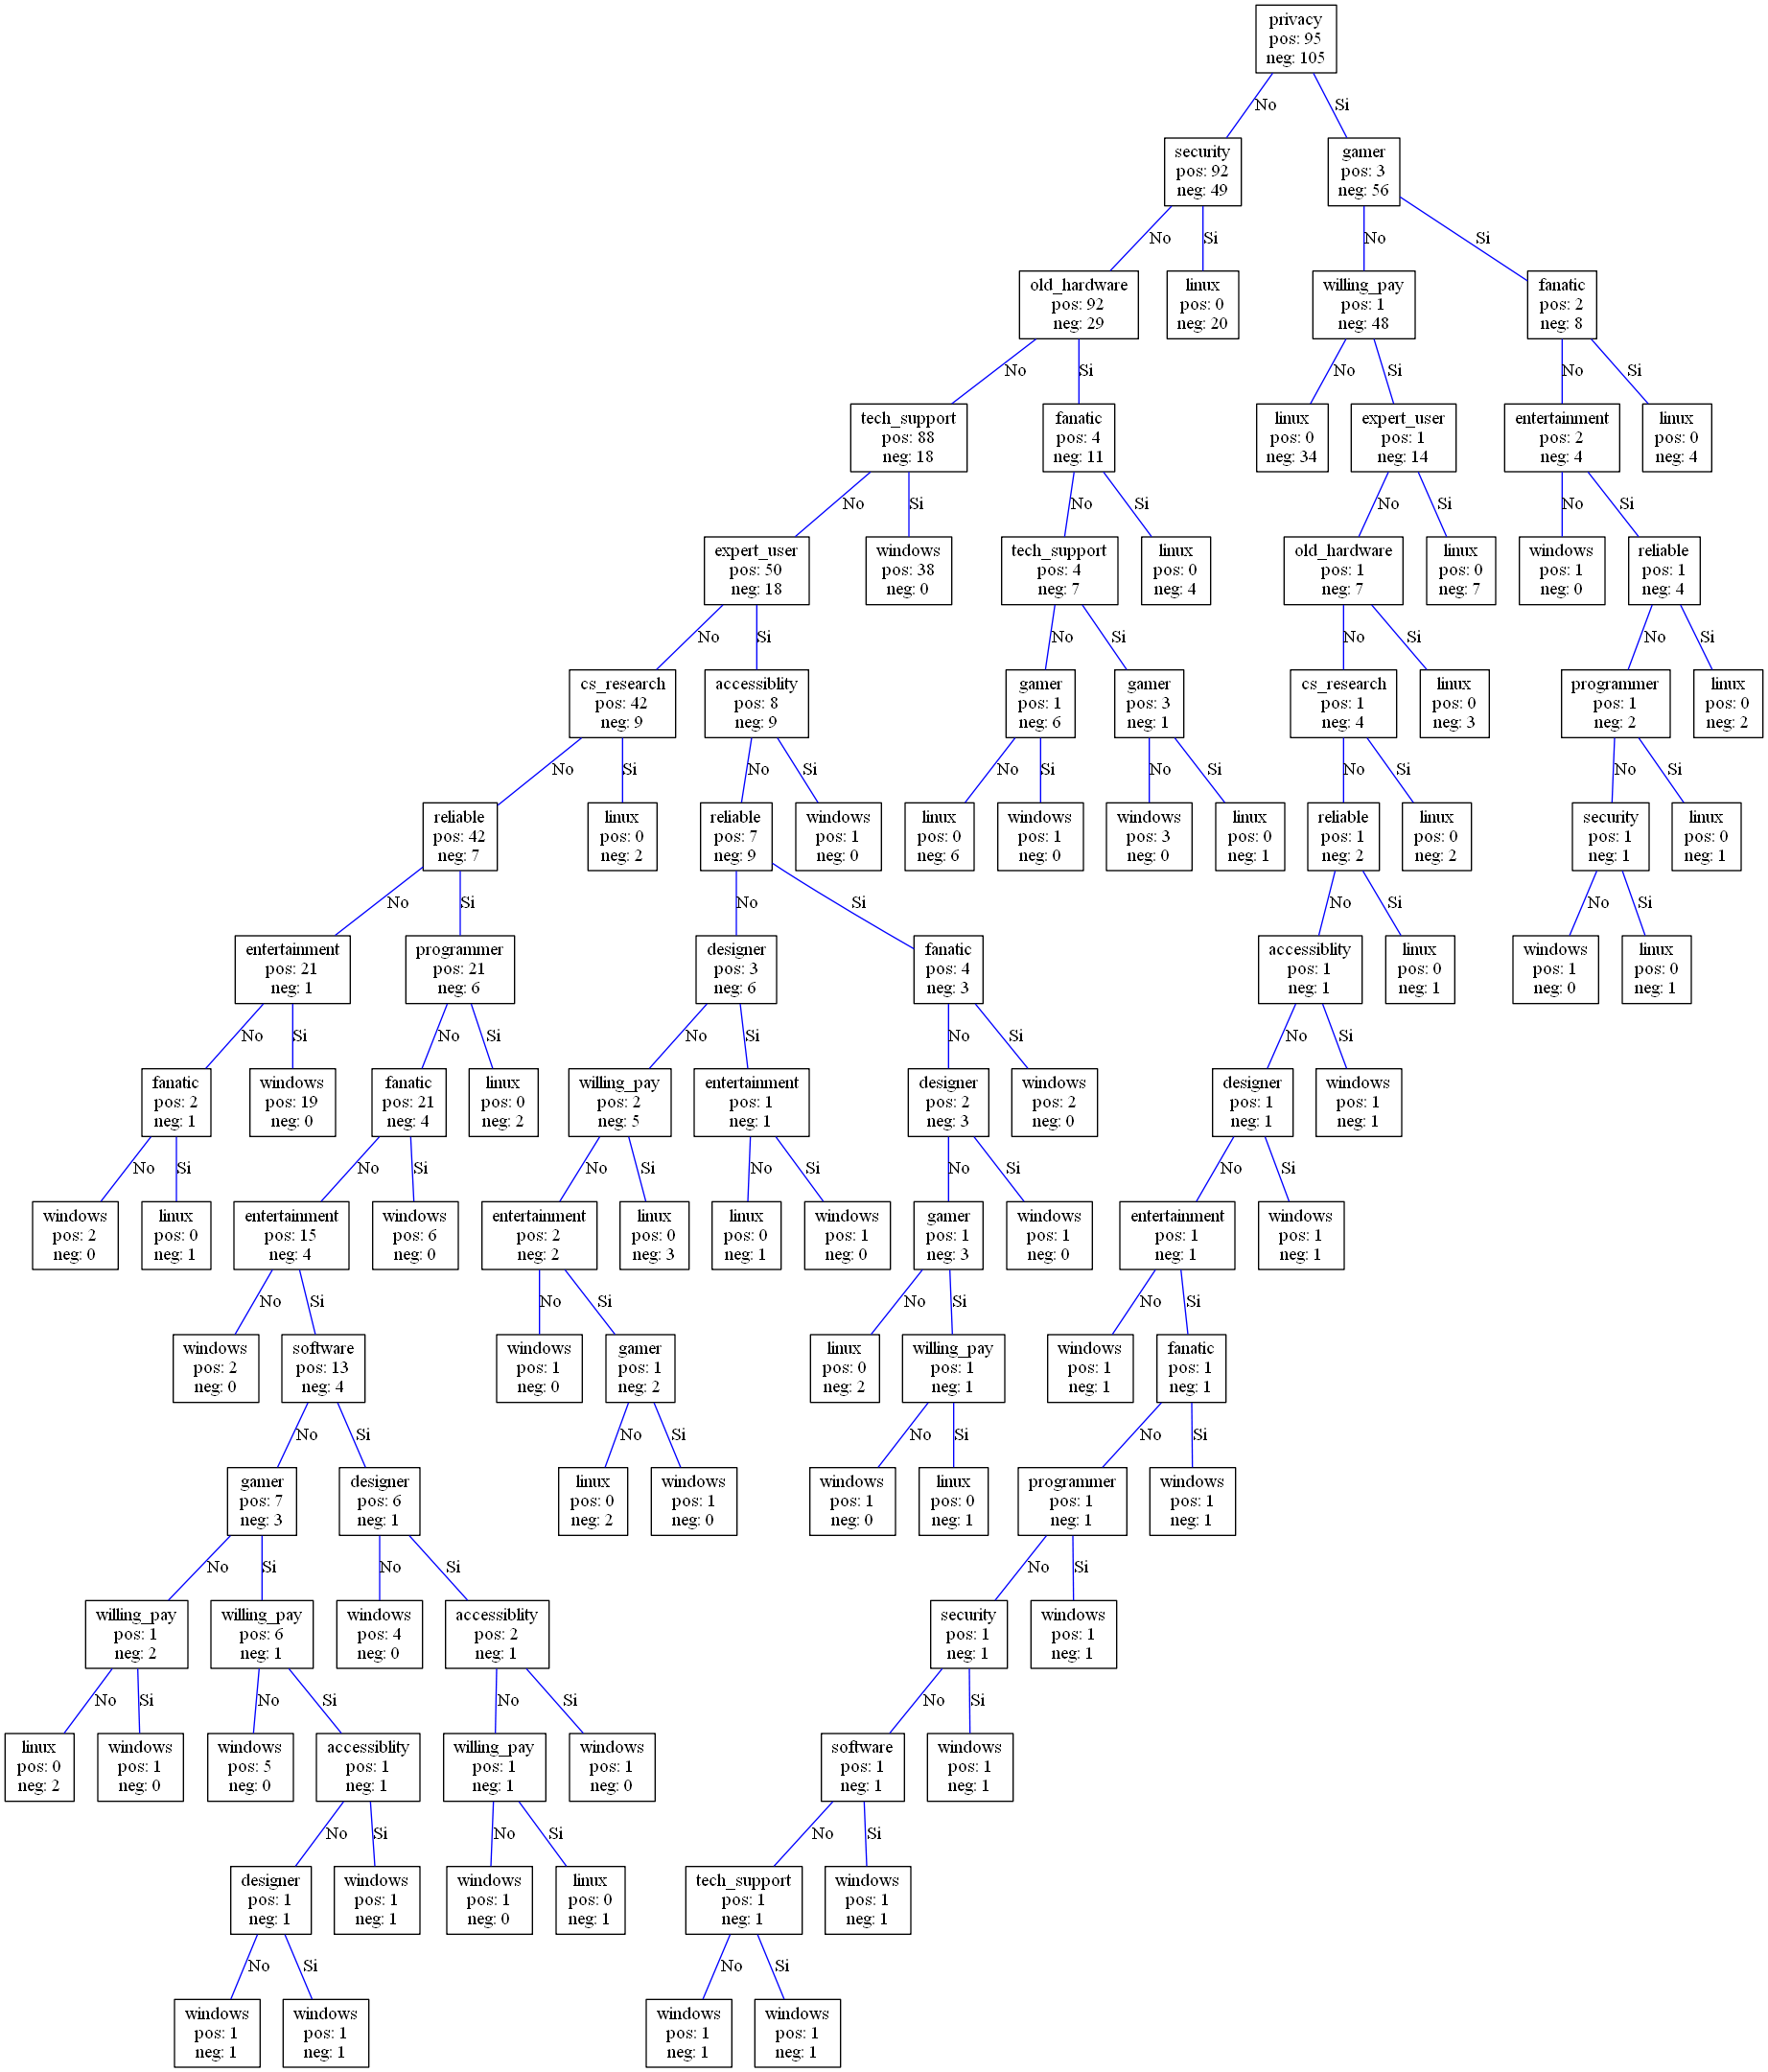 privacy
pos: 95
neg: 105
No
Si
security
pos: 92
neg: 49
gamer
pos: 3
neg: 56
No
Si
No
Si
old_hardware
pos: 92
neg: 29
linux
pos: 0
neg: 20
willing_pay
pos: 1
neg: 48
fanatic
pos: 2
neg: 8
No
Si
No
Si
No
Si
tech_support
pos: 88
neg: 18
fanatic
pos: 4
neg: 11
linux
pos: 0
neg: 34
expert_user
pos: 1
neg: 14
entertainment
pos: 2
neg: 4
linux
pos: 0
neg: 4
No
Si
No
Si
No
Si
No
Si
expert_user
pos: 50
neg: 18
windows
pos: 38
neg: 0
tech_support
pos: 4
neg: 7
linux
pos: 0
neg: 4
old_hardware
pos: 1
neg: 7
linux
pos: 0
neg: 7
windows
pos: 1
neg: 0
reliable
pos: 1
neg: 4
No
Si
No
Si
No
Si
No
Si
cs_research
pos: 42
neg: 9
accessiblity
pos: 8
neg: 9
gamer
pos: 1
neg: 6
gamer
pos: 3
neg: 1
cs_research
pos: 1
neg: 4
linux
pos: 0
neg: 3
programmer
pos: 1
neg: 2
linux
pos: 0
neg: 2
No
Si
No
Si
No
Si
No
Si
No
Si
No
Si
reliable
pos: 42
neg: 7
linux
pos: 0
neg: 2
reliable
pos: 7
neg: 9
windows
pos: 1
neg: 0
linux
pos: 0
neg: 6
windows
pos: 1
neg: 0
windows
pos: 3
neg: 0
linux
pos: 0
neg: 1
reliable
pos: 1
neg: 2
linux
pos: 0
neg: 2
security
pos: 1
neg: 1
linux
pos: 0
neg: 1
No
Si
No
Si
No
Si
No
Si
entertainment
pos: 21
neg: 1
programmer
pos: 21
neg: 6
designer
pos: 3
neg: 6
fanatic
pos: 4
neg: 3
accessiblity
pos: 1
neg: 1
linux
pos: 0
neg: 1
windows
pos: 1
neg: 0
linux
pos: 0
neg: 1
No
Si
No
Si
No
Si
No
Si
No
Si
fanatic
pos: 2
neg: 1
windows
pos: 19
neg: 0
fanatic
pos: 21
neg: 4
linux
pos: 0
neg: 2
willing_pay
pos: 2
neg: 5
entertainment
pos: 1
neg: 1
designer
pos: 2
neg: 3
windows
pos: 2
neg: 0
designer
pos: 1
neg: 1
windows
pos: 1
neg: 1
No
Si
No
Si
No
Si
No
Si
No
Si
No
Si
windows
pos: 2
neg: 0
linux
pos: 0
neg: 1
entertainment
pos: 15
neg: 4
windows
pos: 6
neg: 0
entertainment
pos: 2
neg: 2
linux
pos: 0
neg: 3
linux
pos: 0
neg: 1
windows
pos: 1
neg: 0
gamer
pos: 1
neg: 3
windows
pos: 1
neg: 0
entertainment
pos: 1
neg: 1
windows
pos: 1
neg: 1
No
Si
No
Si
No
Si
No
Si
windows
pos: 2
neg: 0
software
pos: 13
neg: 4
windows
pos: 1
neg: 0
gamer
pos: 1
neg: 2
linux
pos: 0
neg: 2
willing_pay
pos: 1
neg: 1
windows
pos: 1
neg: 1
fanatic
pos: 1
neg: 1
No
Si
No
Si
No
Si
No
Si
gamer
pos: 7
neg: 3
designer
pos: 6
neg: 1
linux
pos: 0
neg: 2
windows
pos: 1
neg: 0
windows
pos: 1
neg: 0
linux
pos: 0
neg: 1
programmer
pos: 1
neg: 1
windows
pos: 1
neg: 1
No
Si
No
Si
No
Si
willing_pay
pos: 1
neg: 2
willing_pay
pos: 6
neg: 1
windows
pos: 4
neg: 0
accessiblity
pos: 2
neg: 1
security
pos: 1
neg: 1
windows
pos: 1
neg: 1
No
Si
No
Si
No
Si
No
Si
linux
pos: 0
neg: 2
windows
pos: 1
neg: 0
windows
pos: 5
neg: 0
accessiblity
pos: 1
neg: 1
willing_pay
pos: 1
neg: 1
windows
pos: 1
neg: 0
software
pos: 1
neg: 1
windows
pos: 1
neg: 1
No
Si
No
Si
No
Si
designer
pos: 1
neg: 1
windows
pos: 1
neg: 1
windows
pos: 1
neg: 0
linux
pos: 0
neg: 1
tech_support
pos: 1
neg: 1
windows
pos: 1
neg: 1
No
Si
No
Si
windows
pos: 1
neg: 1
windows
pos: 1
neg: 1
windows
pos: 1
neg: 1
windows
pos: 1
neg: 1